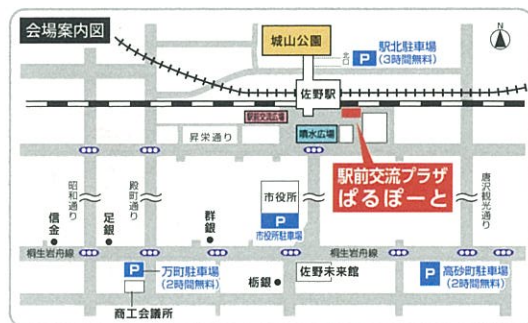 会場案内図
N
城山公園
北口
P 駅北駐車場
(3時間無料)
佐野駅
駅前交流広場
噴水広場
昇栄通り
駅前交流プラザ
ぱるぽーと
昭和通り
殿町通り
唐沢観光通り
市役所
P
市役所駐車場
信金
足銀
群銀
桐生岩舟線
桐生岩舟線
P 万町駐車場
(2時間無料)
商工会議所
栃銀
佐野未来館
P 高砂町駐車場
(2時間無料)